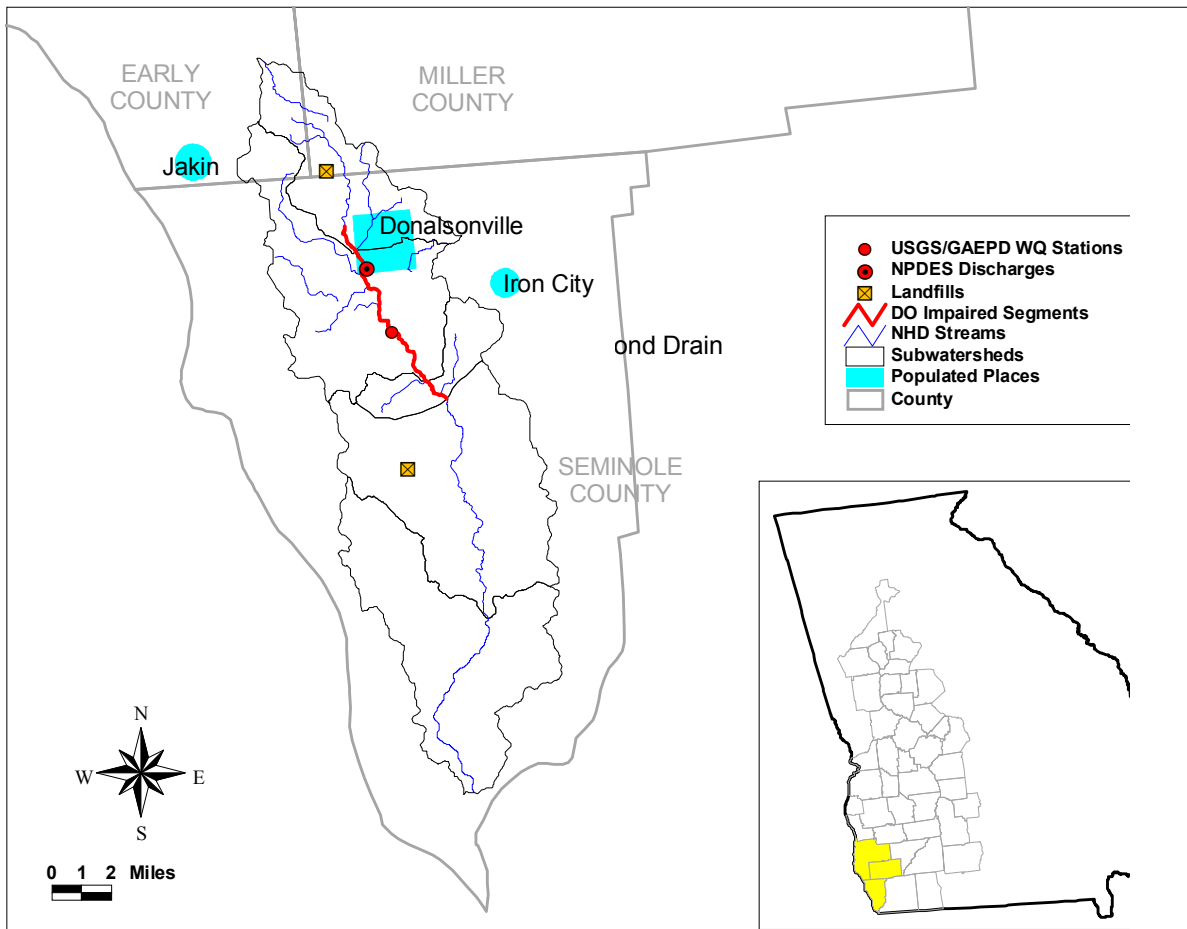 EARLY
COUNTY
MILLER
COUNTY
Jakin
Donalsonville
Iron City
ond Drain
SEMINOLE
COUNTY
USGS/GAEPD WQ Stations
NPDES Discharges
Landfills
DO Impaired Segments
NHD Streams
Subwatersheds
Populated Places
County
N
W
E
S
0 1 2 Miles